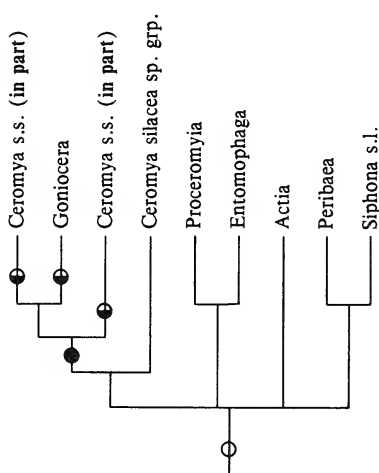 Ceromya s.s. (in part)
Goniocera
Ceromya s.s. (in part)
Ceromya silacea sp. grp.
Proceromyia
Entomophaga
Actia
Peribaea
Siphona s.l.